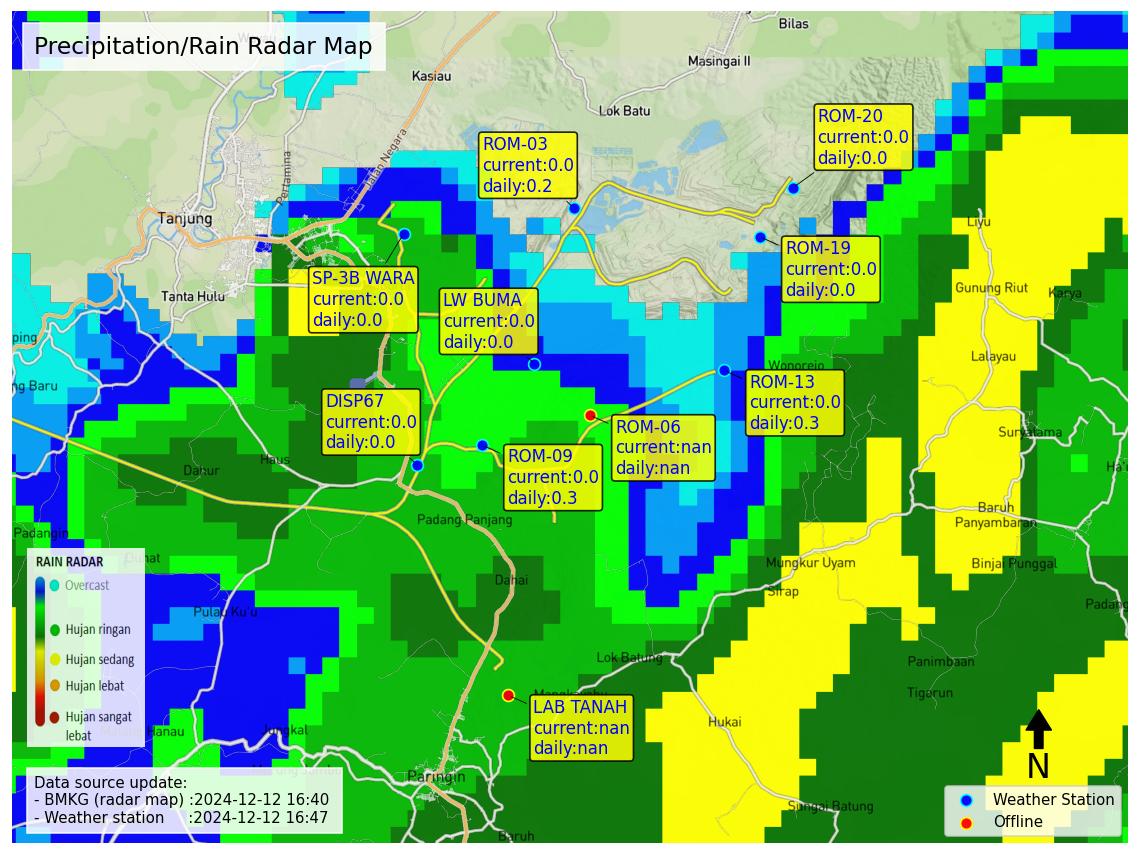 Precipitation/Rain Radar Map
Bilas
Masingai II
Kasiau
Lok Batu
ROM-20
current:0.0
daily:0.0
ROM-03
current:0.0
daily:0.2
Jalan Negara
Pertamina
Tanjung
Liyu
ROM-19
current:0.0
daily:0.0
SP-3B WARA
current:0.0
daily:0.0
LW BUMA
current:0.0
daily:0.0
Tanta Hulu
Gunung Riut
Karya
ping
Lalayau
Wonorejo
ng Baru
ROM-13
current:0.0
daily:0.3
DISP67
current:0.0
daily:0.0
ROM-06
current:nan
daily:nan
Suryatama
ROM-09
current:0.0
daily:0.3
Haus
Dahur
Ha'u
Baruh
Panyambaran
Padang Panjang
Padangin
Mungkur Uyam
Binjai Punggal
Dahai
Sirap
Padang
Pulau Ku'u
RAIN RADAR
Overcast
Hujan ringan
Hujan sedang
Hujan lebat
Hujan sangat
lebat
Lok Batung
Panimbaan
Tigarun
LAB TANAH
current:nan
daily:nan
Hukai
Hanau
Jungkal
Paringin
N
Data source update:
- BMKG (radar map) :2024-12-12 16:40
- Weather station :2024-12-12 16:47
Sungai Batung
Baruh
Weather Station
Offline